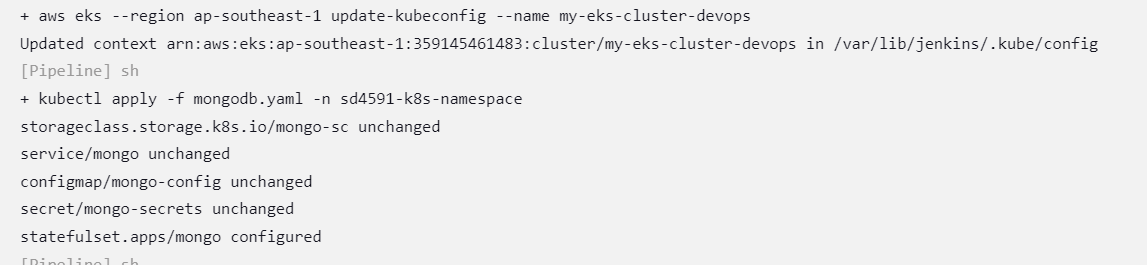 + aws eks --region ap-southeast-1 update-kubeconfig --name my-eks-cluster-devops
Updated context arn:aws:eks:ap-southeast-1:359145461483:cluster/my-eks-cluster-devops in /var/lib/jenkins/.kube/config
[Pipeline] sh
+ kubectl apply -f mongodb.yaml -n sd4591-k8s-namespace
storageclass.storage.k8s.io/mongo-sc unchanged
service/mongo unchanged
configmap/mongo-config unchanged
secret/mongo-secrets unchanged
statefulset.apps/mongo configured
[Pipeline] sh